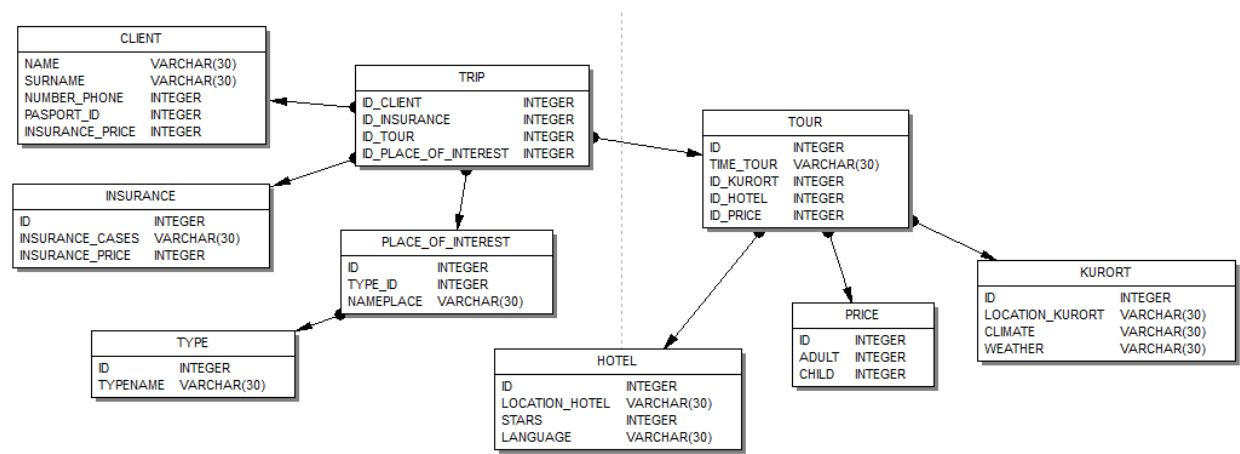 CLIENT
NAME VARCHAR(30)
SURNAME VARCHAR(30)
NUMBER_PHONE INTEGER
PASPORT_ID INTEGER
INSURANCE_PRICE INTEGER
TRIP
ID_CLIENT INTEGER
ID_INSURANCE INTEGER
ID_TOUR INTEGER
ID_PLACE_OF_INTEREST INTEGER
TOUR
ID INTEGER
TIME_TOUR VARCHAR(30)
ID_KURORT INTEGER
ID_HOTEL INTEGER
ID_PRICE INTEGER
INSURANCE
ID INTEGER
INSURANCE_CASES VARCHAR(30)
INSURANCE_PRICE INTEGER
PLACE_OF_INTEREST
ID INTEGER
TYPE_ID INTEGER
NAMEPLACE VARCHAR(30)
KURORT
ID INTEGER
LOCATION_KURORT VARCHAR(30)
CLIMATE VARCHAR(30)
WEATHER VARCHAR(30)
PRICE
ID INTEGER
ADULT INTEGER
CHILD INTEGER
TYPE
ID INTEGER
TYPENAME VARCHAR(30)
HOTEL
ID INTEGER
LOCATION_HOTEL VARCHAR(30)
STARS INTEGER
LANGUAGE VARCHAR(30)